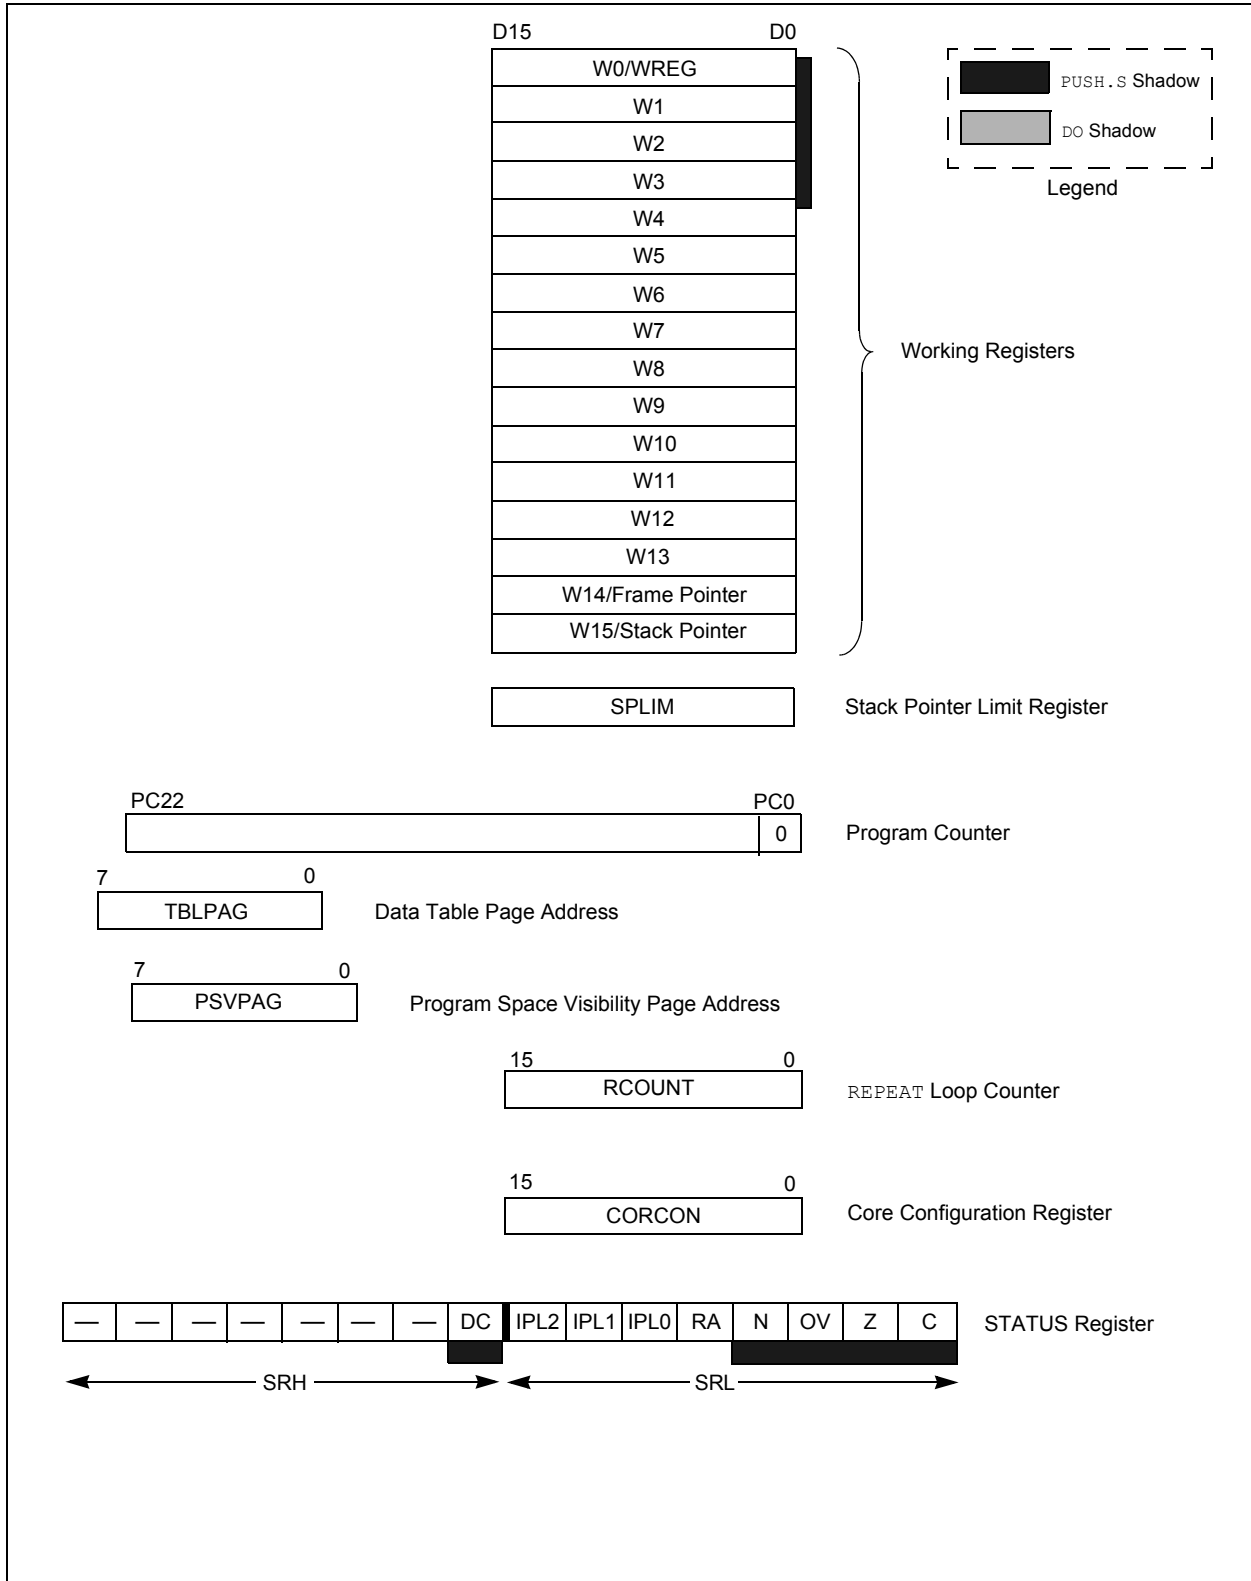 D15 D0
W0/WREG
W1
W2
W3
W4
W5
W6
W7
W8
W9
W10
W11
W12
W13
W14/Frame Pointer
W15/Stack Pointer
PUSH.S Shadow
DO Shadow
Legend
Working Registers
SPLIM Stack Pointer Limit Register
PC22 PC0
0 Program Counter
7 0
TBLPAG Data Table Page Address
7 0
PSVPAG Program Space Visibility Page Address
15 0
RCOUNT REPEAT Loop Counter
15 0
CORCON Core Configuration Register
— — — — — — — DC IPL2 IPL1 IPL0 RA N OV Z C STATUS Register
SRH SRL